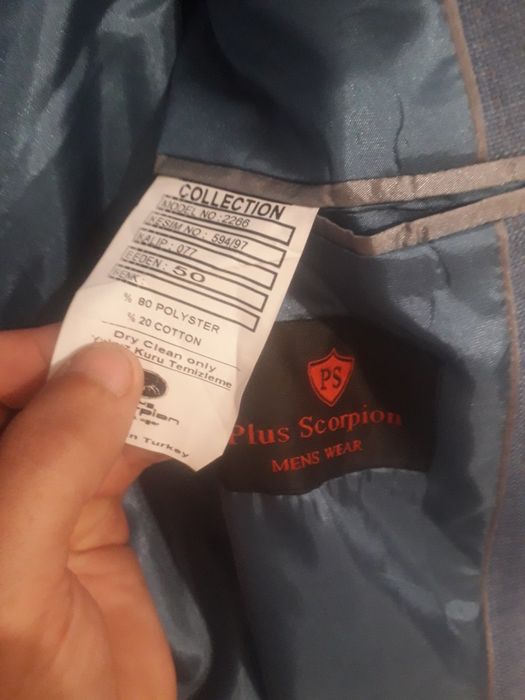 COLLECTION
MODEL NO : 2266
KESIM NO : 594/97
KALIP : 077
BEDEN : 50
RENK :
% 80 POLYSTER
% 20 COTTON
Dry Clean only
Kuru Temizleme
Turkey
PS
Plus Scorpion
MENS WEAR